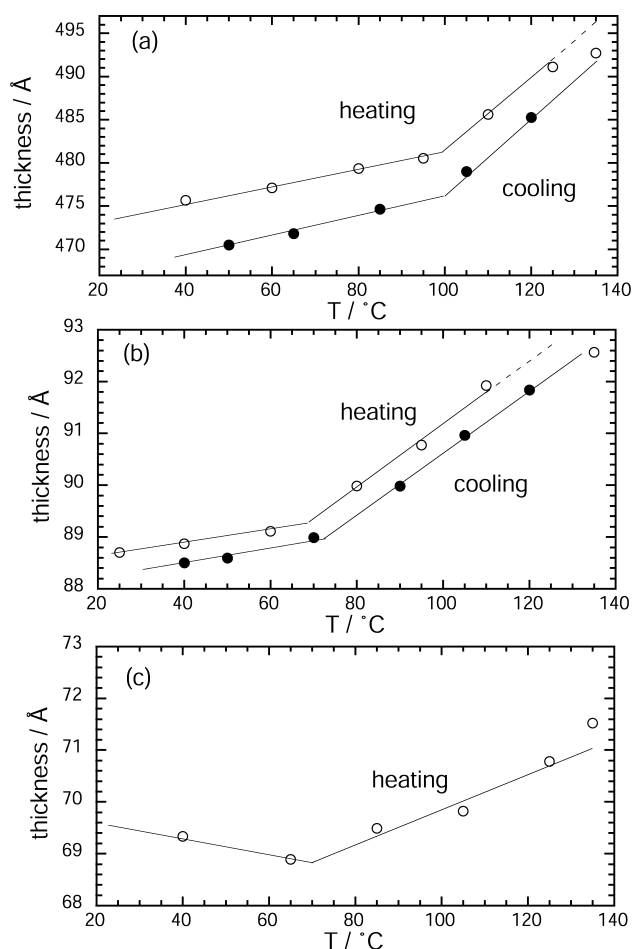 (a)
495
490
485
480
475
470
thickness / Å
heating
cooling
20 40 60 80 100 120 140
T / ˚C
(b)
93
92
91
90
89
88
thickness / Å
heating
cooling
20 40 60 80 100 120 140
T / ˚C
(c)
73
72
71
70
69
68
thickness / Å
heating
20 40 60 80 100 120 140
T / ˚C